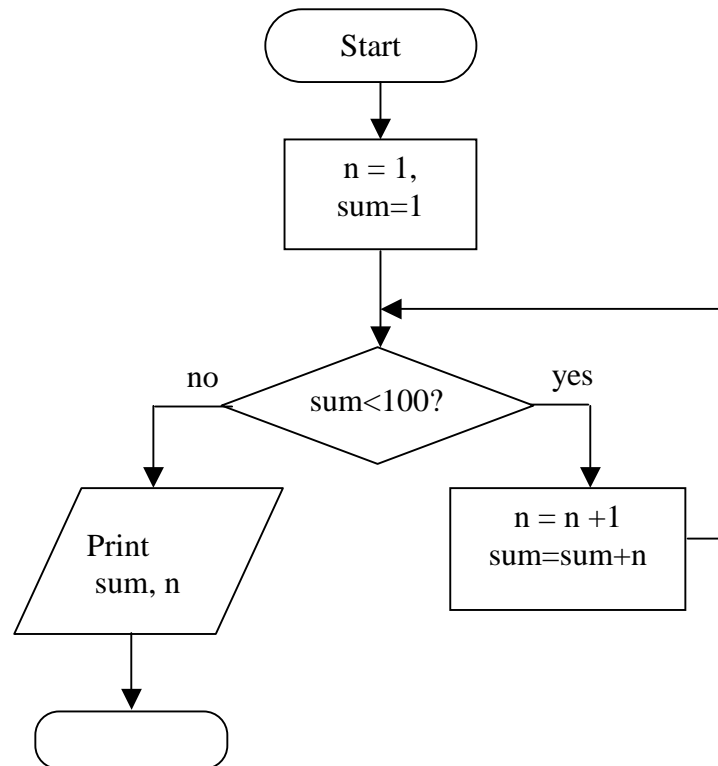 Start
n = 1,
sum=1
no
sum<100?
yes
n = n +1
sum=sum+n
Print
sum, n